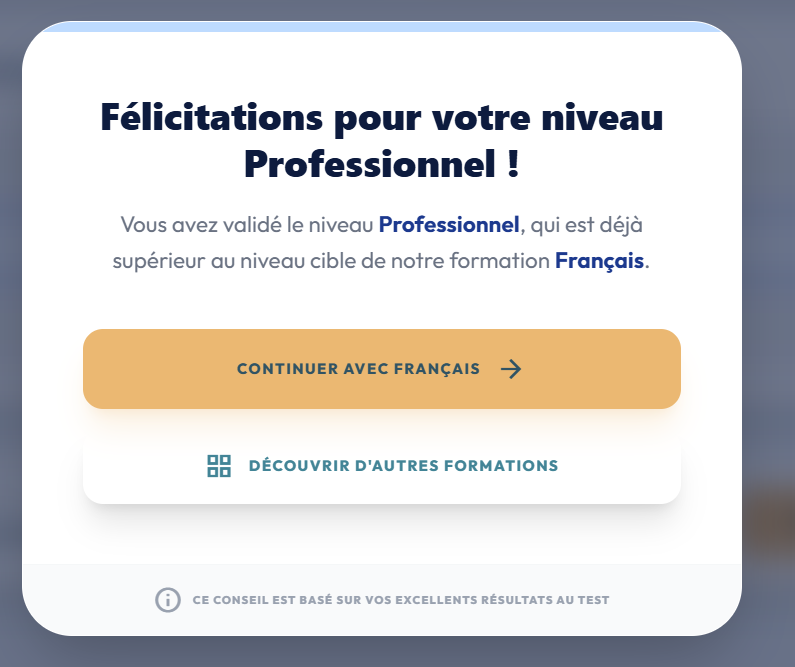 Félicitations pour votre niveau
Professionnel !
Vous avez validé le niveau Professionnel, qui est déjà
supérieur au niveau cible de notre formation Français.
CONTINUER AVEC FRANÇAIS
DÉCOUVRIR D'AUTRES FORMATIONS
CE CONSEIL EST BASÉ SUR VOS EXCELLENTS RÉSULTATS AU TEST